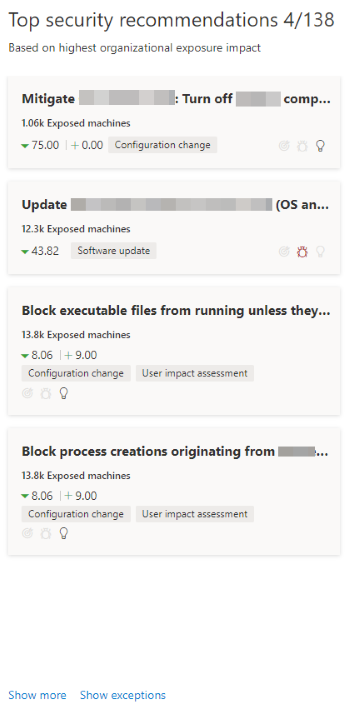 Top security recommendations 4/138
Based on highest organizational exposure impact
Mitigate : Turn off comp...
1.06k Exposed machines
75.00 + 0.00 Configuration change
Update (OS an...
12.3k Exposed machines
43.82 Software update
Block executable files from running unless they...
13.8k Exposed machines
8.06 + 9.00
Configuration change User impact assessment
Block process creations originating from ...
13.8k Exposed machines
8.06 + 9.00
Configuration change User impact assessment
Show more Show exceptions